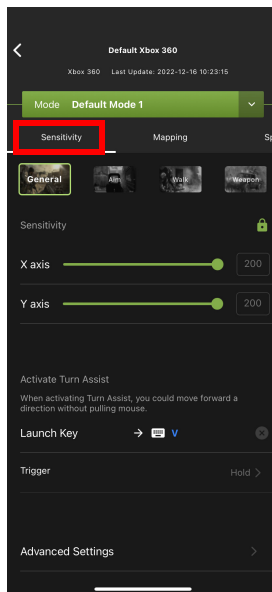 Default Xbox 360
Xbox 360 Last Update: 2022-12-16 10:23:15
Mode Default Mode 1
Sensitivity Mapping Sp
General Aim Walk Weapon
Sensitivity
X axis 200
Y axis 200
Activate Turn Assist
When activating Turn Assist, you could move forward a
direction without pulling mouse.
Launch Key V
Trigger Hold
Advanced Settings